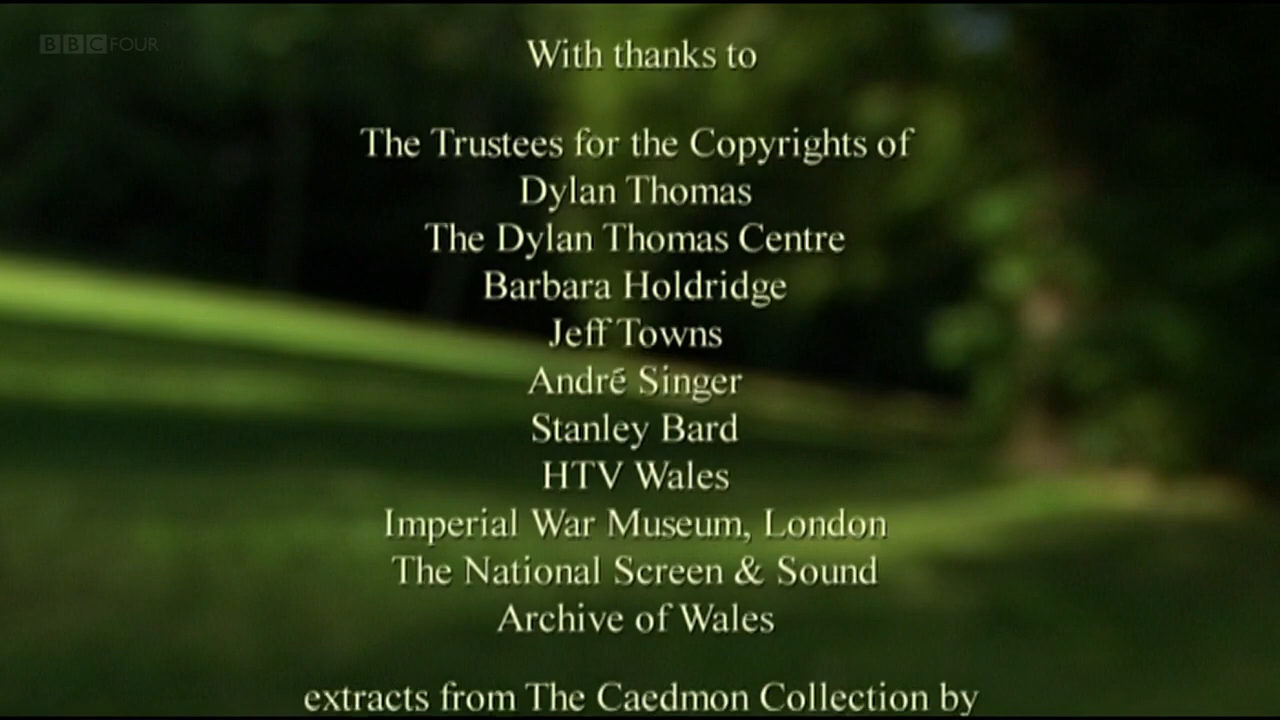 BBC FOUR
With thanks to
The Trustees for the Copyrights of
Dylan Thomas
The Dylan Thomas Centre
Barbara Holdridge
Jeff Towns
André Singer
Stanley Bard
HTV Wales
Imperial War Museum, London
The National Screen & Sound
Archive of Wales
extracts from The Caedmon Collection by